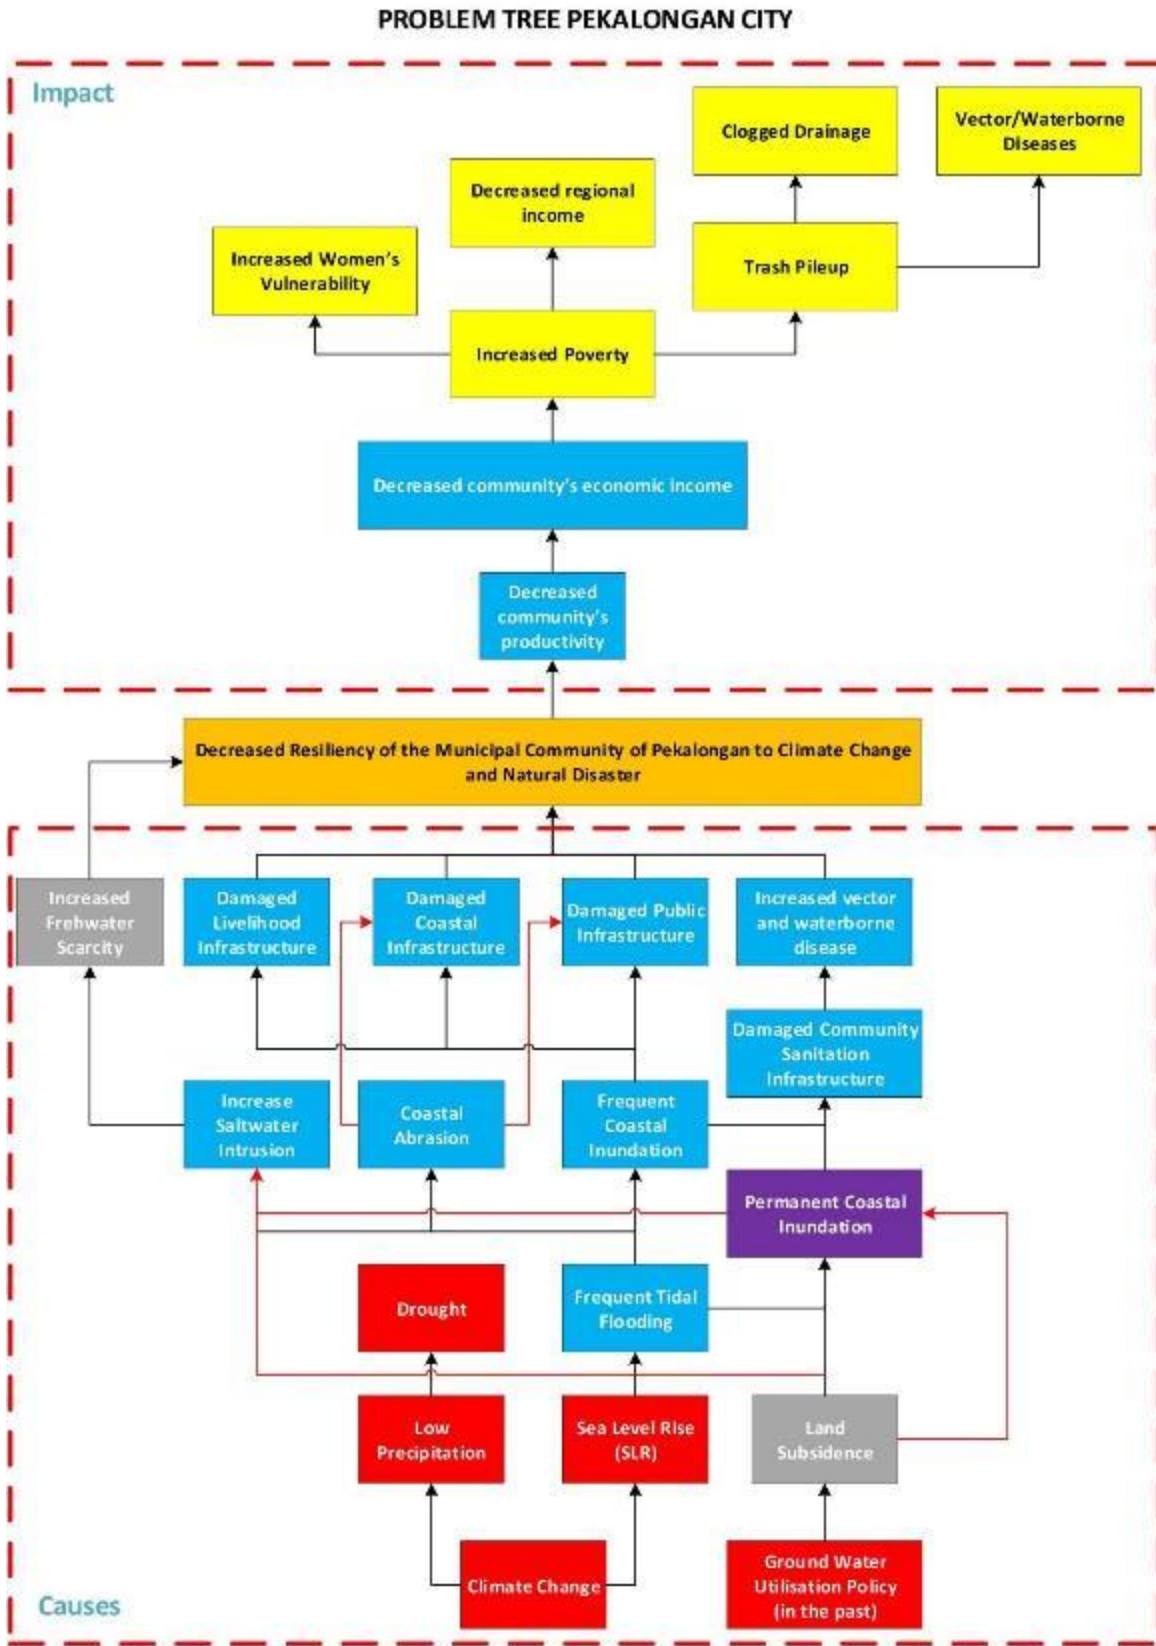 PROBLEM TREE PEKALONGAN CITY
Impact
Clogged Drainage
Vector/Waterborne
Diseases
Decreased regional
income
Increased Women's
Vulnerability
Trash Pileup
Increased Poverty
Decreased community's economic income
Decreased
community's
productivity
Decreased Resiliency of the Municipal Community of Pekalongan to Climate Change
and Natural Disaster
Increased
Frehwater
Scarcity
Damaged
Livelihood
Infrastructure
Damaged
Coastal
Infrastructure
Damaged Public
Infrastructure
Increased vector
and waterborne
disease
Damaged Community
Sanitation
Infrastructure
Increase
Saltwater
Intrusion
Coastal
Abrasion
Frequent
Coastal
Inundation
Permanent Coastal
Inundation
Drought
Frequent Tidal
Flooding
Low
Precipitation
Sea Level Rise
(SLR)
Land
Subsidence
Climate Change
Ground Water
Utilisation Policy
(in the past)
Causes